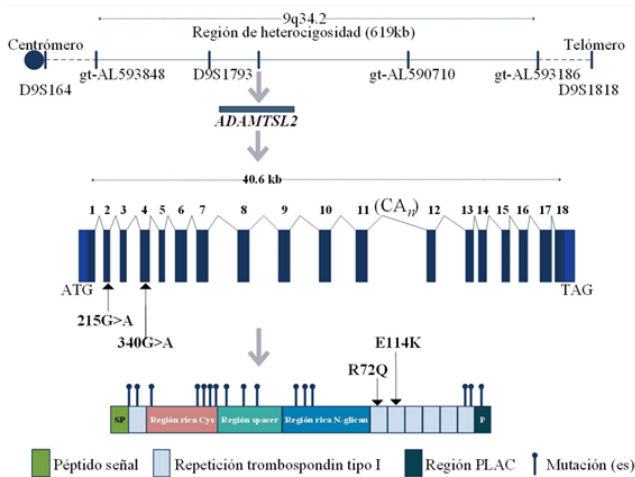 9q34.2
Región de heterocigosidad (619kb)
Centrómero
Telómero
gt-AL593848
D9S1793
gt-AL590710
gt-AL593186
D9S164
D9S1818
ADAMTSL2
40.6 kb
1 2 3 4 5 6 7 8 9 10 11 (CAn) 12 13 14 15 16 17 18
ATG
TAG
215G>A
340G>A
E114K
R72Q
SP Región rica Cys Región spacer Región rica N-glican P
Péptido señal
Repetición trombospondin tipo I
Región PLAC
Mutación (es)